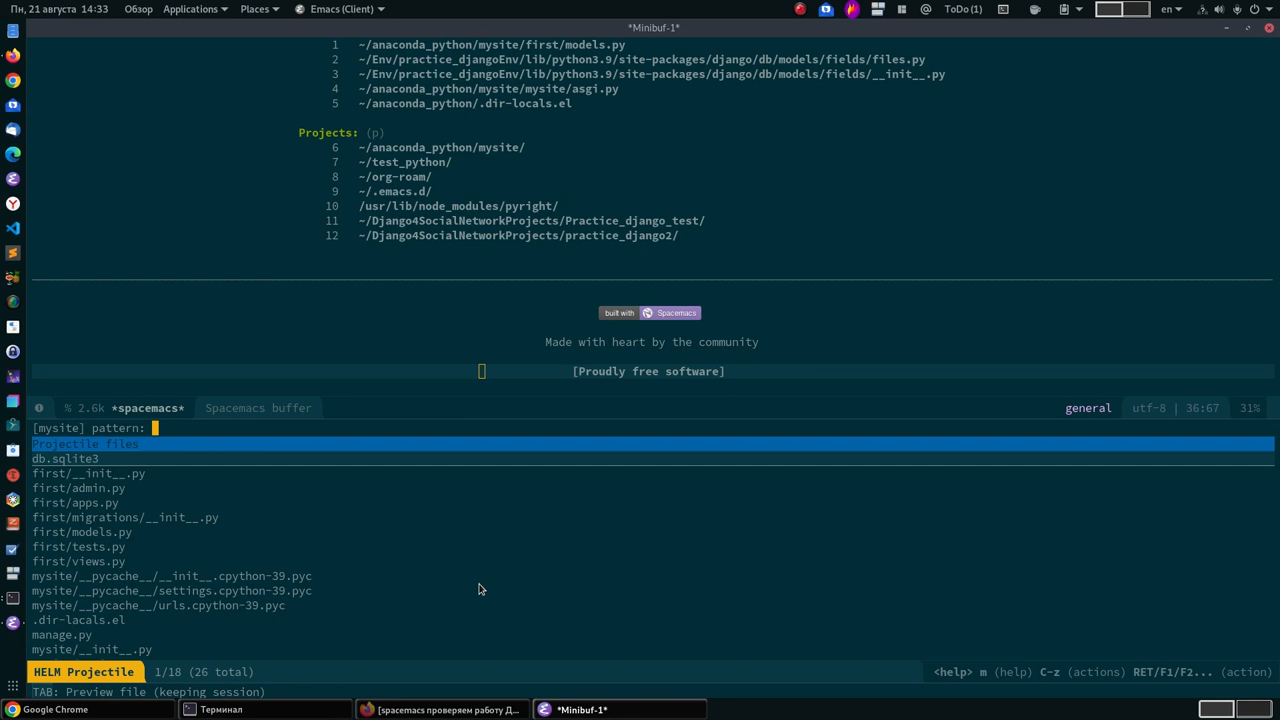 Пн, 21 августа 14:33 Обзор Applications Places Emacs (Client) ToDo (1) en
*Minibuf-1*
1 ~/anaconda_python/mysite/first/models.py
2 ~/Env/practice_djangoEnv/lib/python3.9/site-packages/django/db/models/fields/files.py
3 ~/Env/practice_djangoEnv/lib/python3.9/site-packages/django/db/models/fields/__init__.py
4 ~/anaconda_python/mysite/mysite/asgi.py
5 ~/anaconda_python/.dir-locals.el
Projects: (p)
6 ~/anaconda_python/mysite/
7 ~/test_python/
8 ~/org-roam/
9 ~/.emacs.d/
10 /usr/lib/node_modules/pyright/
11 ~/Django4SocialNetworkProjects/Practice_django_test/
12 ~/Django4SocialNetworkProjects/practice_django2/
built with Spacemacs
Made with heart by the community
[Proudly free software]
% 2.6k *spacemacs* Spacemacs buffer general utf-8 | 36:67 31%
[mysite] pattern:
Projectile files
db.sqlite3
first/__init__.py
first/admin.py
first/apps.py
first/migrations/__init__.py
first/models.py
first/tests.py
first/views.py
mysite/__pycache__/__init__.cpython-39.pyc
mysite/__pycache__/settings.cpython-39.pyc
mysite/__pycache__/urls.cpython-39.pyc
.dir-lacals.el
manage.py
mysite/__init__.py
HELM Projectile 1/18 (26 total) <help> m (help) C-z (actions) RET/F1/F2... (action)
TAB: Preview file (keeping session)
Google Chrome Терминал [spacemacs проверяем работу Д... *Minibuf-1*